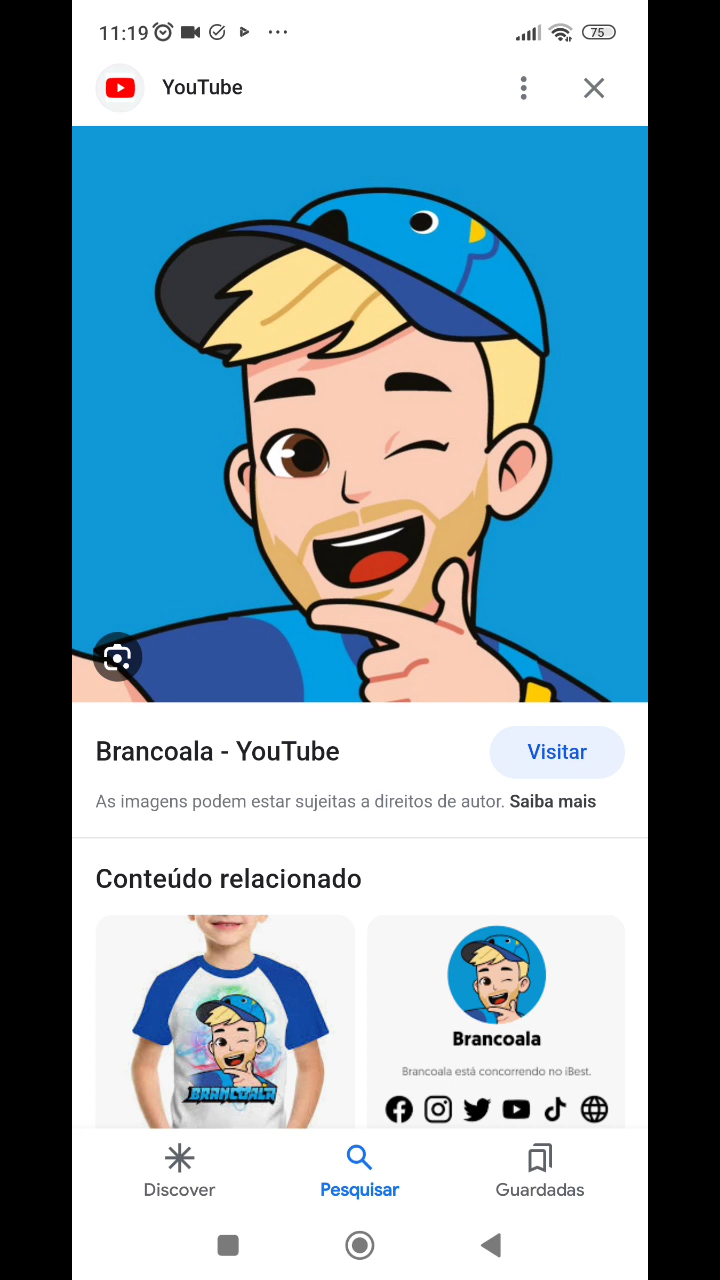 11:19
75
YouTube
Brancoala - YouTube
Visitar
As imagens podem estar sujeitas a direitos de autor. Saiba mais
Conteúdo relacionado
BRANCOALA
Brancoala
Brancoala está concorrendo no iBest.
Discover
Pesquisar
Guardadas